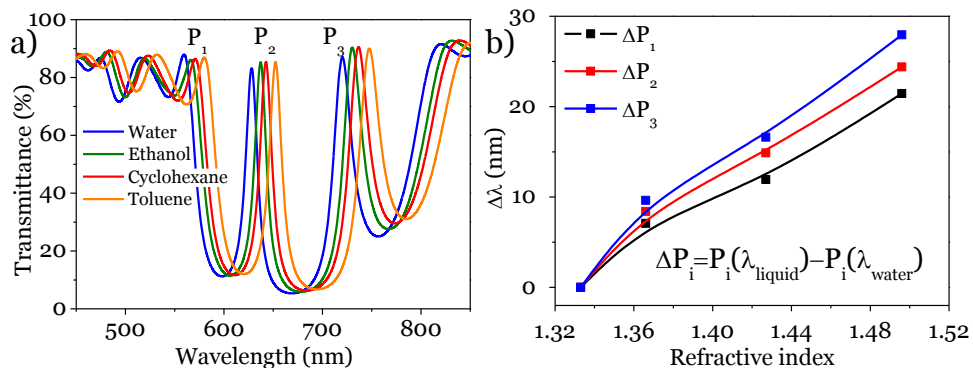 a)
P1 P2 P3
Transmittance (%)
100
80
60
40
20
0
Water
Ethanol
Cyclohexane
Toluene
500 600 700 800
Wavelength (nm)
b)
Δλ (nm)
30
20
10
0
ΔP1
ΔP2
ΔP3
ΔPi=Pi(λliquid)−Pi(λwater)
1.32 1.36 1.40 1.44 1.48 1.52
Refractive index